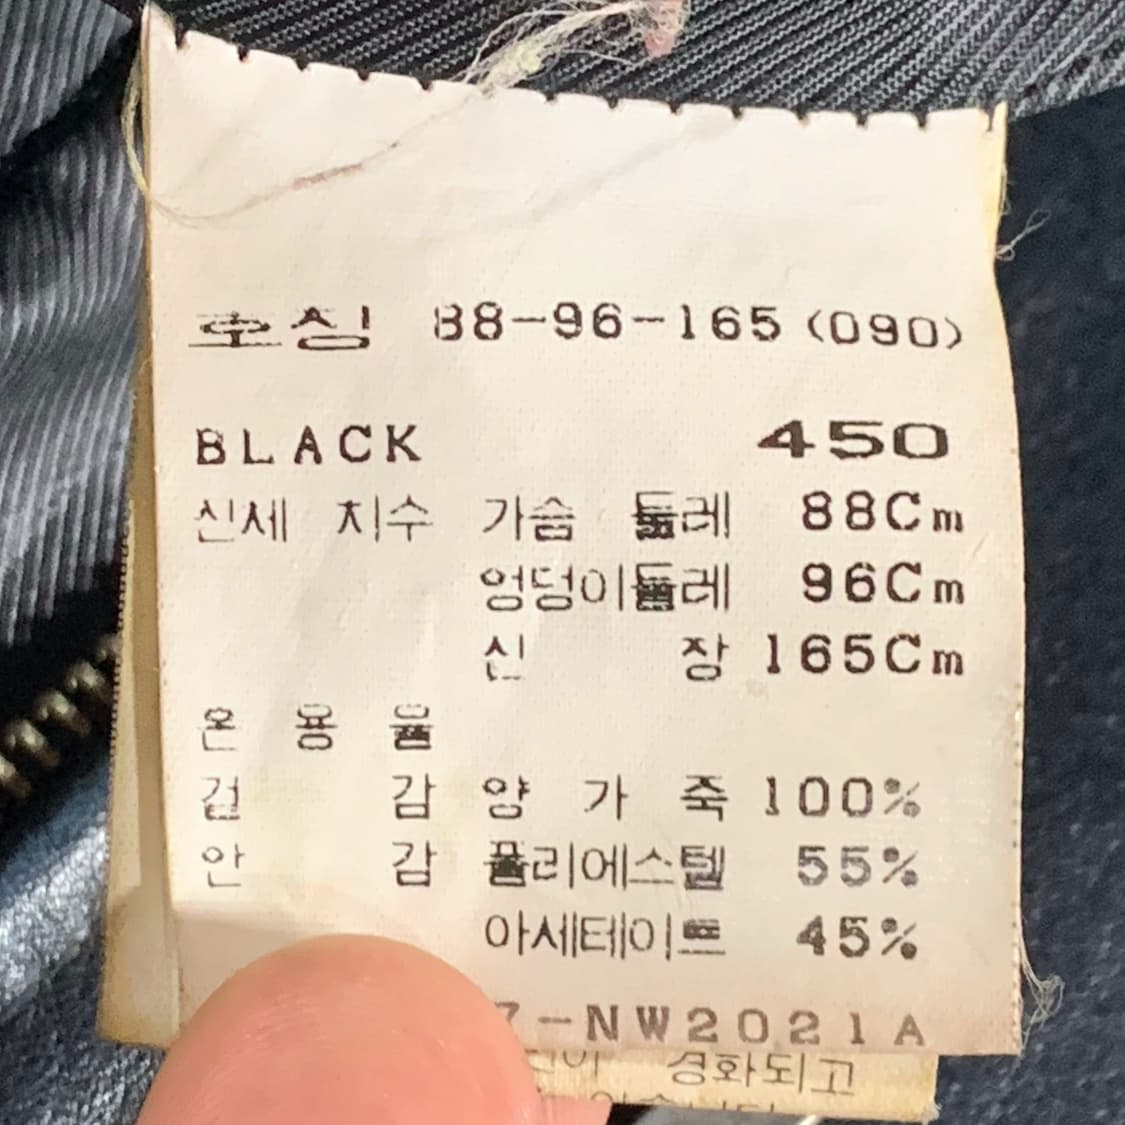 호칭 88-96-165(090)
BLACK 450
신체 치수 가슴 둘레 88Cm
엉덩이둘레 96Cm
신 장 165Cm
혼 용 율
겉 감 양 가 죽 100%
안 감 폴리에스텔 55%
아세테이트 45%
-NW2021A
경화되고